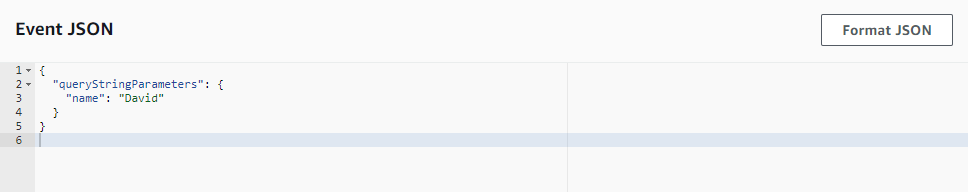 Event JSON
Format JSON
1 {
2 "queryStringParameters": {
3 "name": "David"
4 }
5 }
6